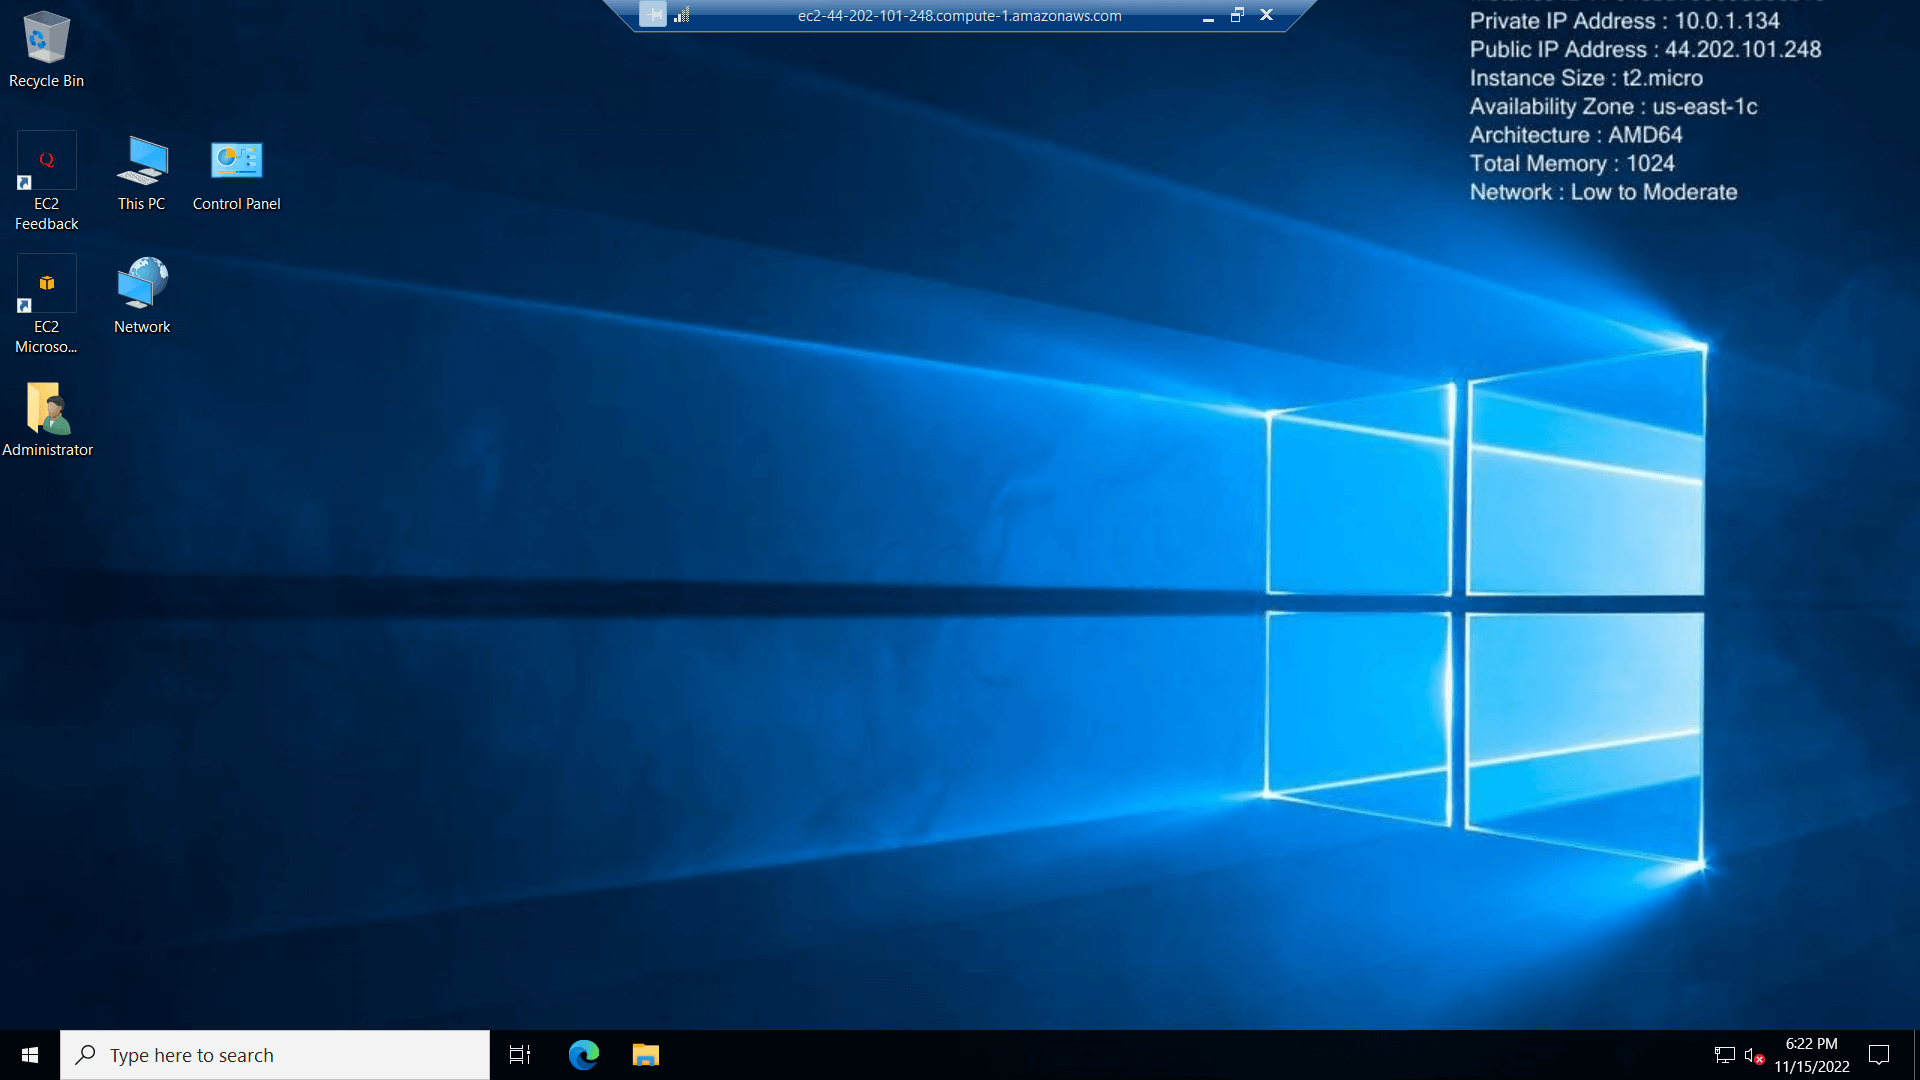 ec2-44-202-101-248.compute-1.amazonaws.com
Private IP Address : 10.0.1.134
Public IP Address : 44.202.101.248
Instance Size : t2.micro
Availability Zone : us-east-1c
Architecture : AMD64
Total Memory : 1024
Network : Low to Moderate
Recycle Bin
EC2
Feedback
This PC
Control Panel
EC2
Microso...
Network
Administrator
Type here to search
6:22 PM
11/15/2022